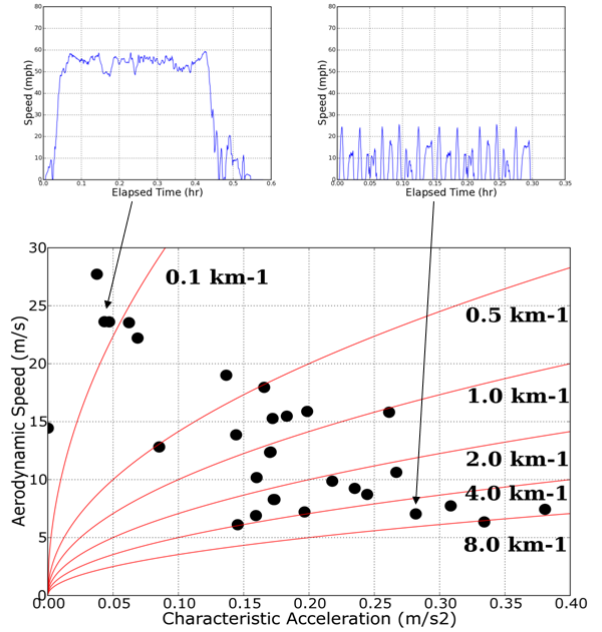 80
70
60
50
40
30
20
10
0
Speed (mph)
0.0 0.1 0.2 0.3 0.4 0.5 0.6
Elapsed Time (hr)
80
70
60
50
40
30
20
10
0
Speed (mph)
0.00 0.05 0.10 0.15 0.20 0.25 0.30 0.35
Elapsed Time (hr)
30
25
20
15
10
5
0
Aerodynamic Speed (m/s)
0.1 km-1
0.5 km-1
1.0 km-1
2.0 km-1
4.0 km-1
8.0 km-1
0.00 0.05 0.10 0.15 0.20 0.25 0.30 0.35 0.40
Characteristic Acceleration (m/s2)